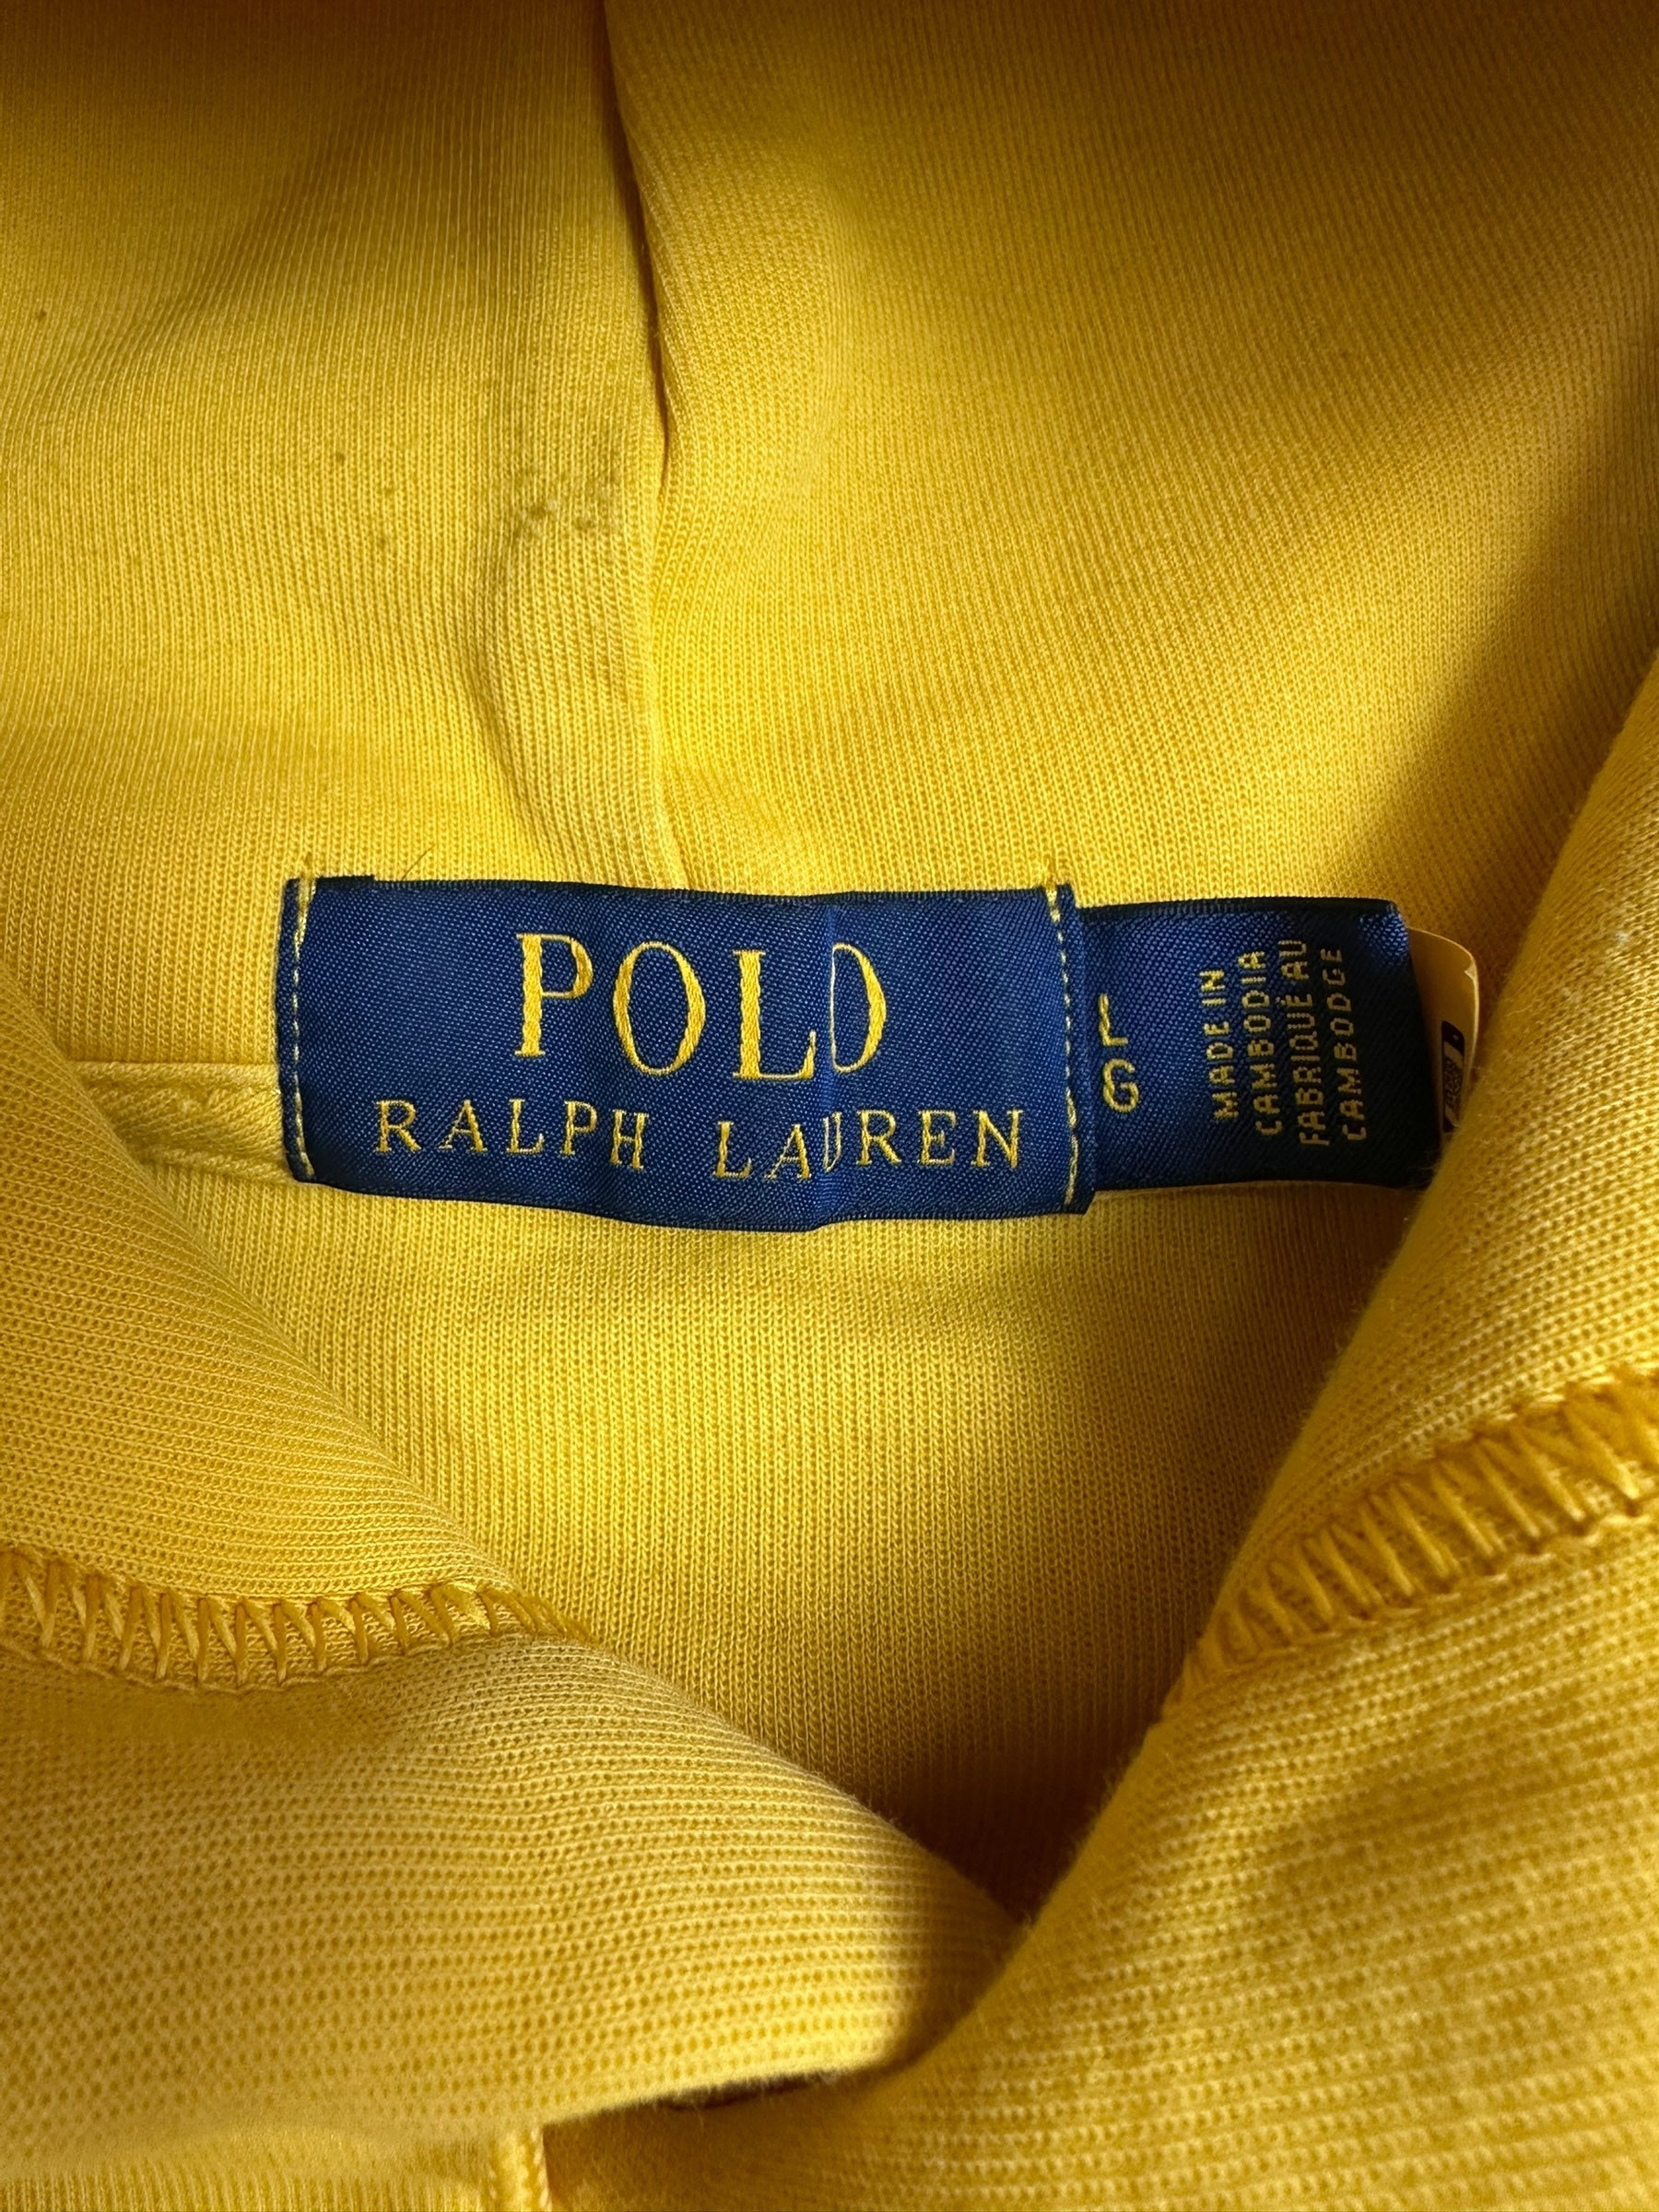 POLO
RALPH LAUREN
L
G
MADE IN
CAMBODIA
FABRIQUÉ AU
CAMBODGE